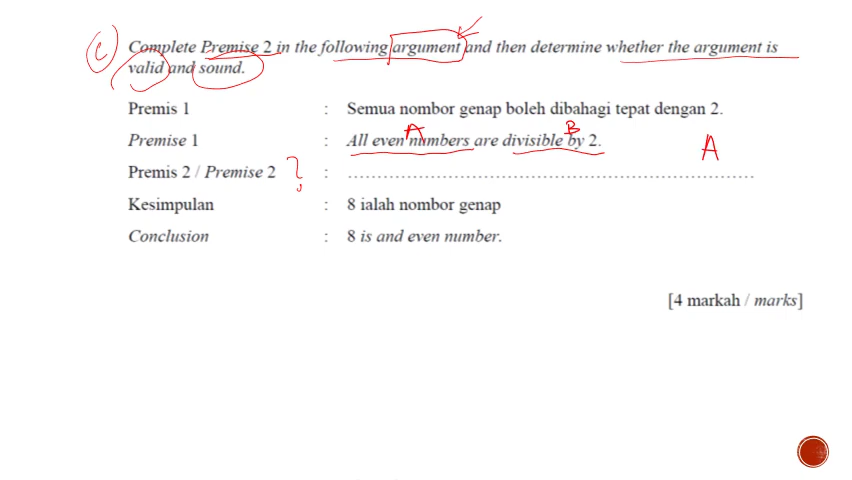 (c) Complete Premise 2 in the following argument and then determine whether the argument is
valid and sound.
Premis 1 : Semua nombor genap boleh dibahagi tepat dengan 2.
A B
Premise 1 : All even numbers are divisible by 2. A
Premis 2 / Premise 2 ? : ....................................................................
Kesimpulan : 8 ialah nombor genap
Conclusion : 8 is and even number.
[4 markah / marks]